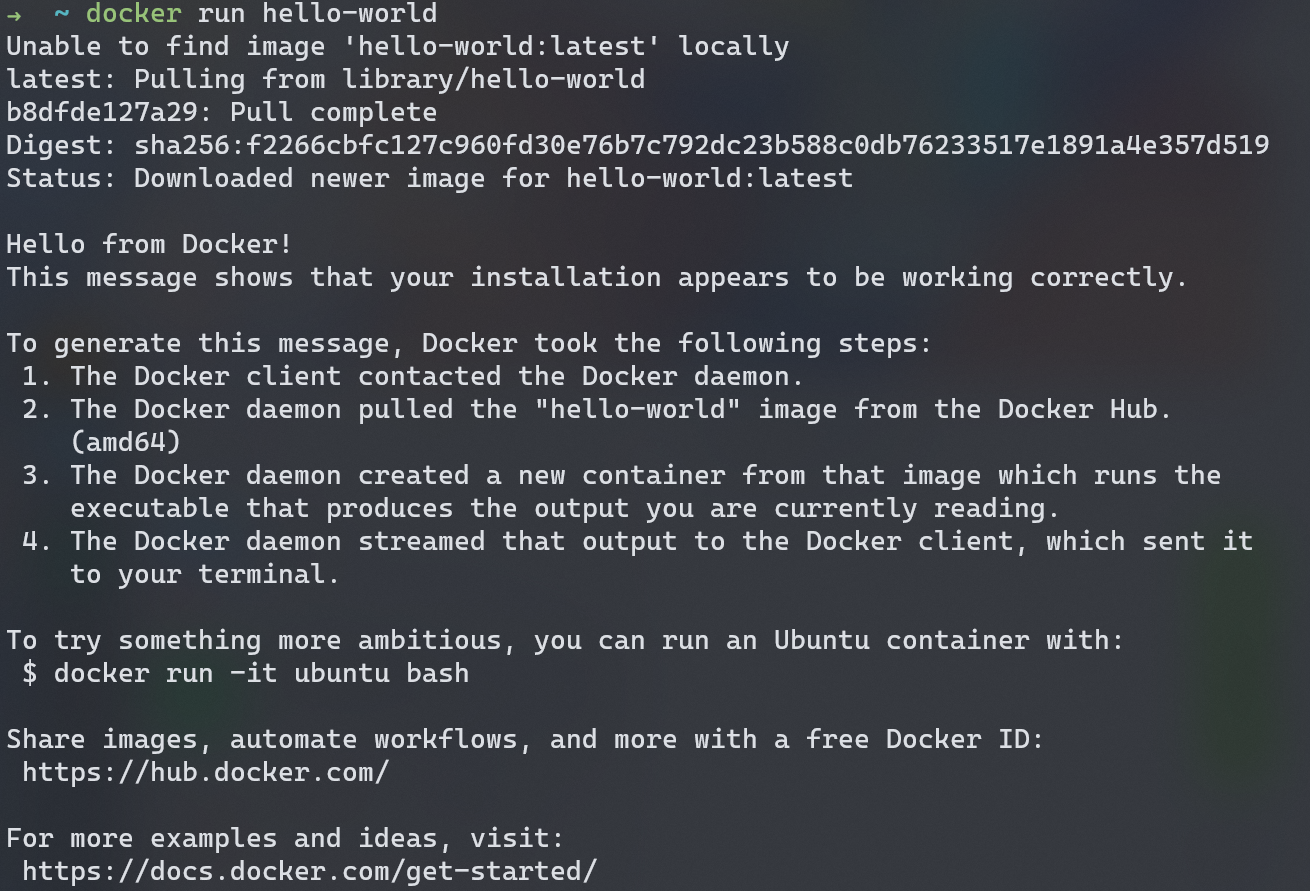 →  ~ docker run hello-world
Unable to find image 'hello-world:latest' locally
latest: Pulling from library/hello-world
b8dfde127a29: Pull complete
Digest: sha256:f2266cbfc127c960fd30e76b7c792dc23b588c0db76233517e1891a4e357d519
Status: Downloaded newer image for hello-world:latest

Hello from Docker!
This message shows that your installation appears to be working correctly.

To generate this message, Docker took the following steps:
 1. The Docker client contacted the Docker daemon.
 2. The Docker daemon pulled the "hello-world" image from the Docker Hub.
    (amd64)
 3. The Docker daemon created a new container from that image which runs the
    executable that produces the output you are currently reading.
 4. The Docker daemon streamed that output to the Docker client, which sent it
    to your terminal.

To try something more ambitious, you can run an Ubuntu container with:
 $ docker run -it ubuntu bash

Share images, automate workflows, and more with a free Docker ID:
 https://hub.docker.com/

For more examples and ideas, visit:
 https://docs.docker.com/get-started/